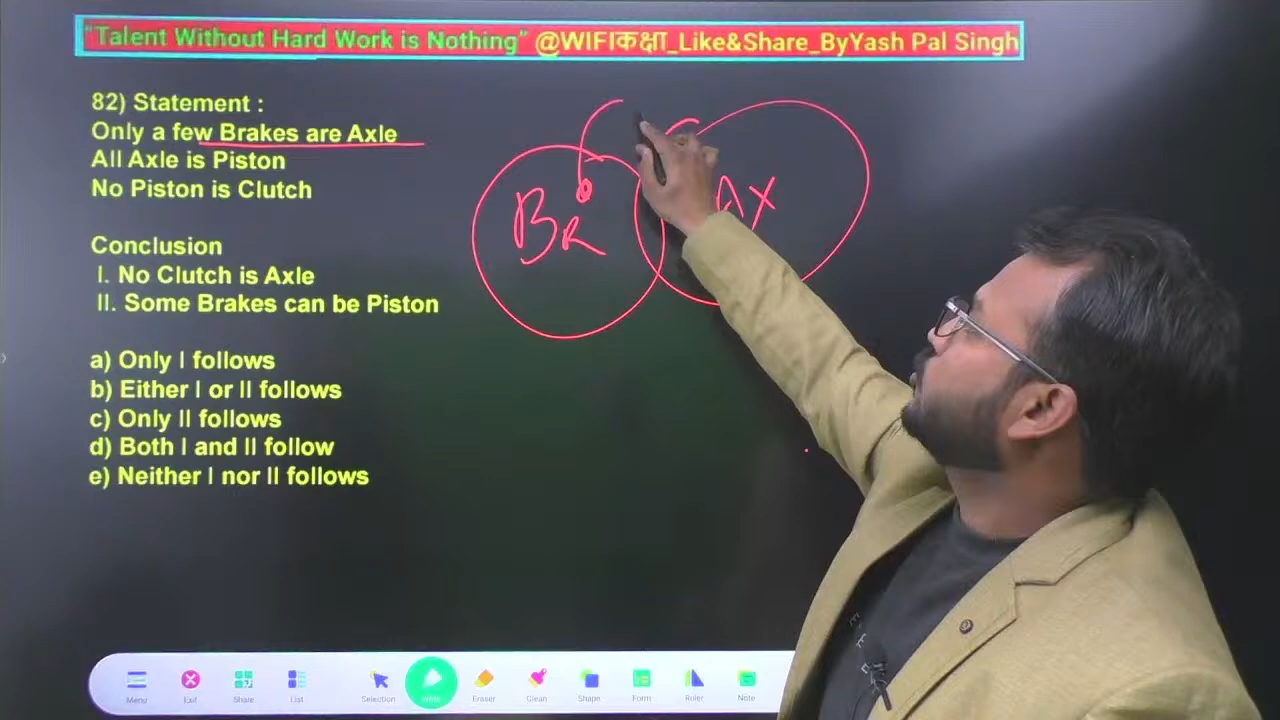 "Talent Without Hard Work is Nothing" @WIFIकक्षा_Like&Share_ByYash Pal Singh
82) Statement :
Only a few Brakes are Axle
All Axle is Piston
No Piston is Clutch
Conclusion
I. No Clutch is Axle
II. Some Brakes can be Piston
a) Only I follows
b) Either I or II follows
c) Only II follows
d) Both I and II follow
e) Neither I nor II follows
BR
AX
Menu Exit Share List Selection Eraser Clean Shape Form Ruler Note